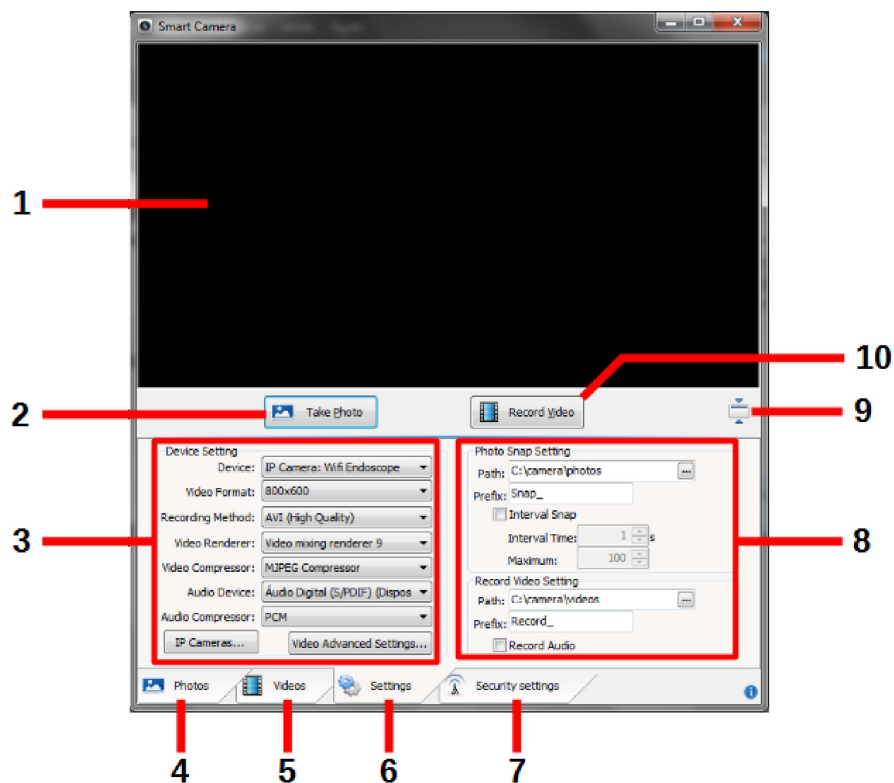 Smart Camera
1
10
2
Take Photo
Record Video
9
Device Setting
Device: IP Camera: Wifi Endoscope
Video Format: 800x600
Recording Method: AVI (High Quality)
3
Video Renderer: Video mixing renderer 9
Video Compressor: MJPEG Compressor
Audio Device: Áudio Digital (S/PDIF) (Dispos
Audio Compressor: PCM
IP Cameras...
Video Advanced Settings...
Photo Snap Setting
Path: C:\camera\photos
...
Prefix: Snap_
Interval Snap
Interval Time: 1 s
8
Maximum: 100
Record Video Setting
Path: C:\camera\videos
...
Prefix: Record_
Record Audio
Photos
Videos
Settings
Security settings
4
5
6
7